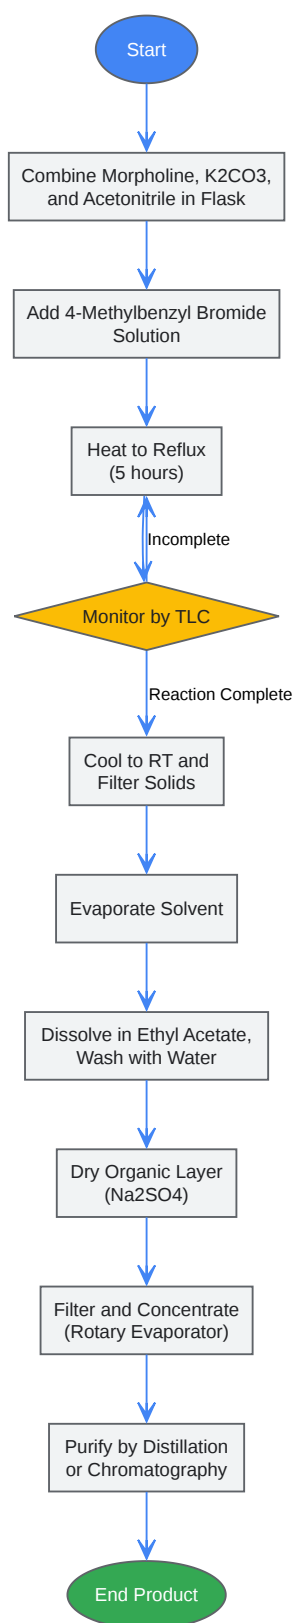 Start
Combine Morpholine, K2CO3,
and Acetonitrile in Flask
Add 4-Methylbenzyl Bromide
Solution
Heat to Reflux
(5 hours)
Incomplete
Monitor by TLC
Reaction Complete
Cool to RT and
Filter Solids
Evaporate Solvent
Dissolve in Ethyl Acetate,
Wash with Water
Dry Organic Layer
(Na2SO4)
Filter and Concentrate
(Rotary Evaporator)
Purify by Distillation
or Chromatography
End Product